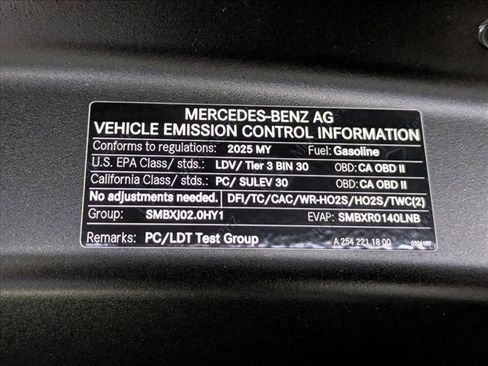 MERCEDES-BENZ AG
VEHICLE EMISSION CONTROL INFORMATION
Conforms to regulations: 2025 MY Fuel: Gasoline
U.S. EPA Class/ stds.: LDV/ Tier 3 BIN 30 OBD: CA OBD II
California Class/ stds.: PC/ SULEV 30 OBD: CA OBD II
No adjustments needed. DFI/TC/CAC/WR-HO2S/HO2S/TWC(2)
Group: SMBXJ02.0HY1 EVAP: SMBXR0140LNB
Remarks: PC/LDT Test Group A 254 221 18 00